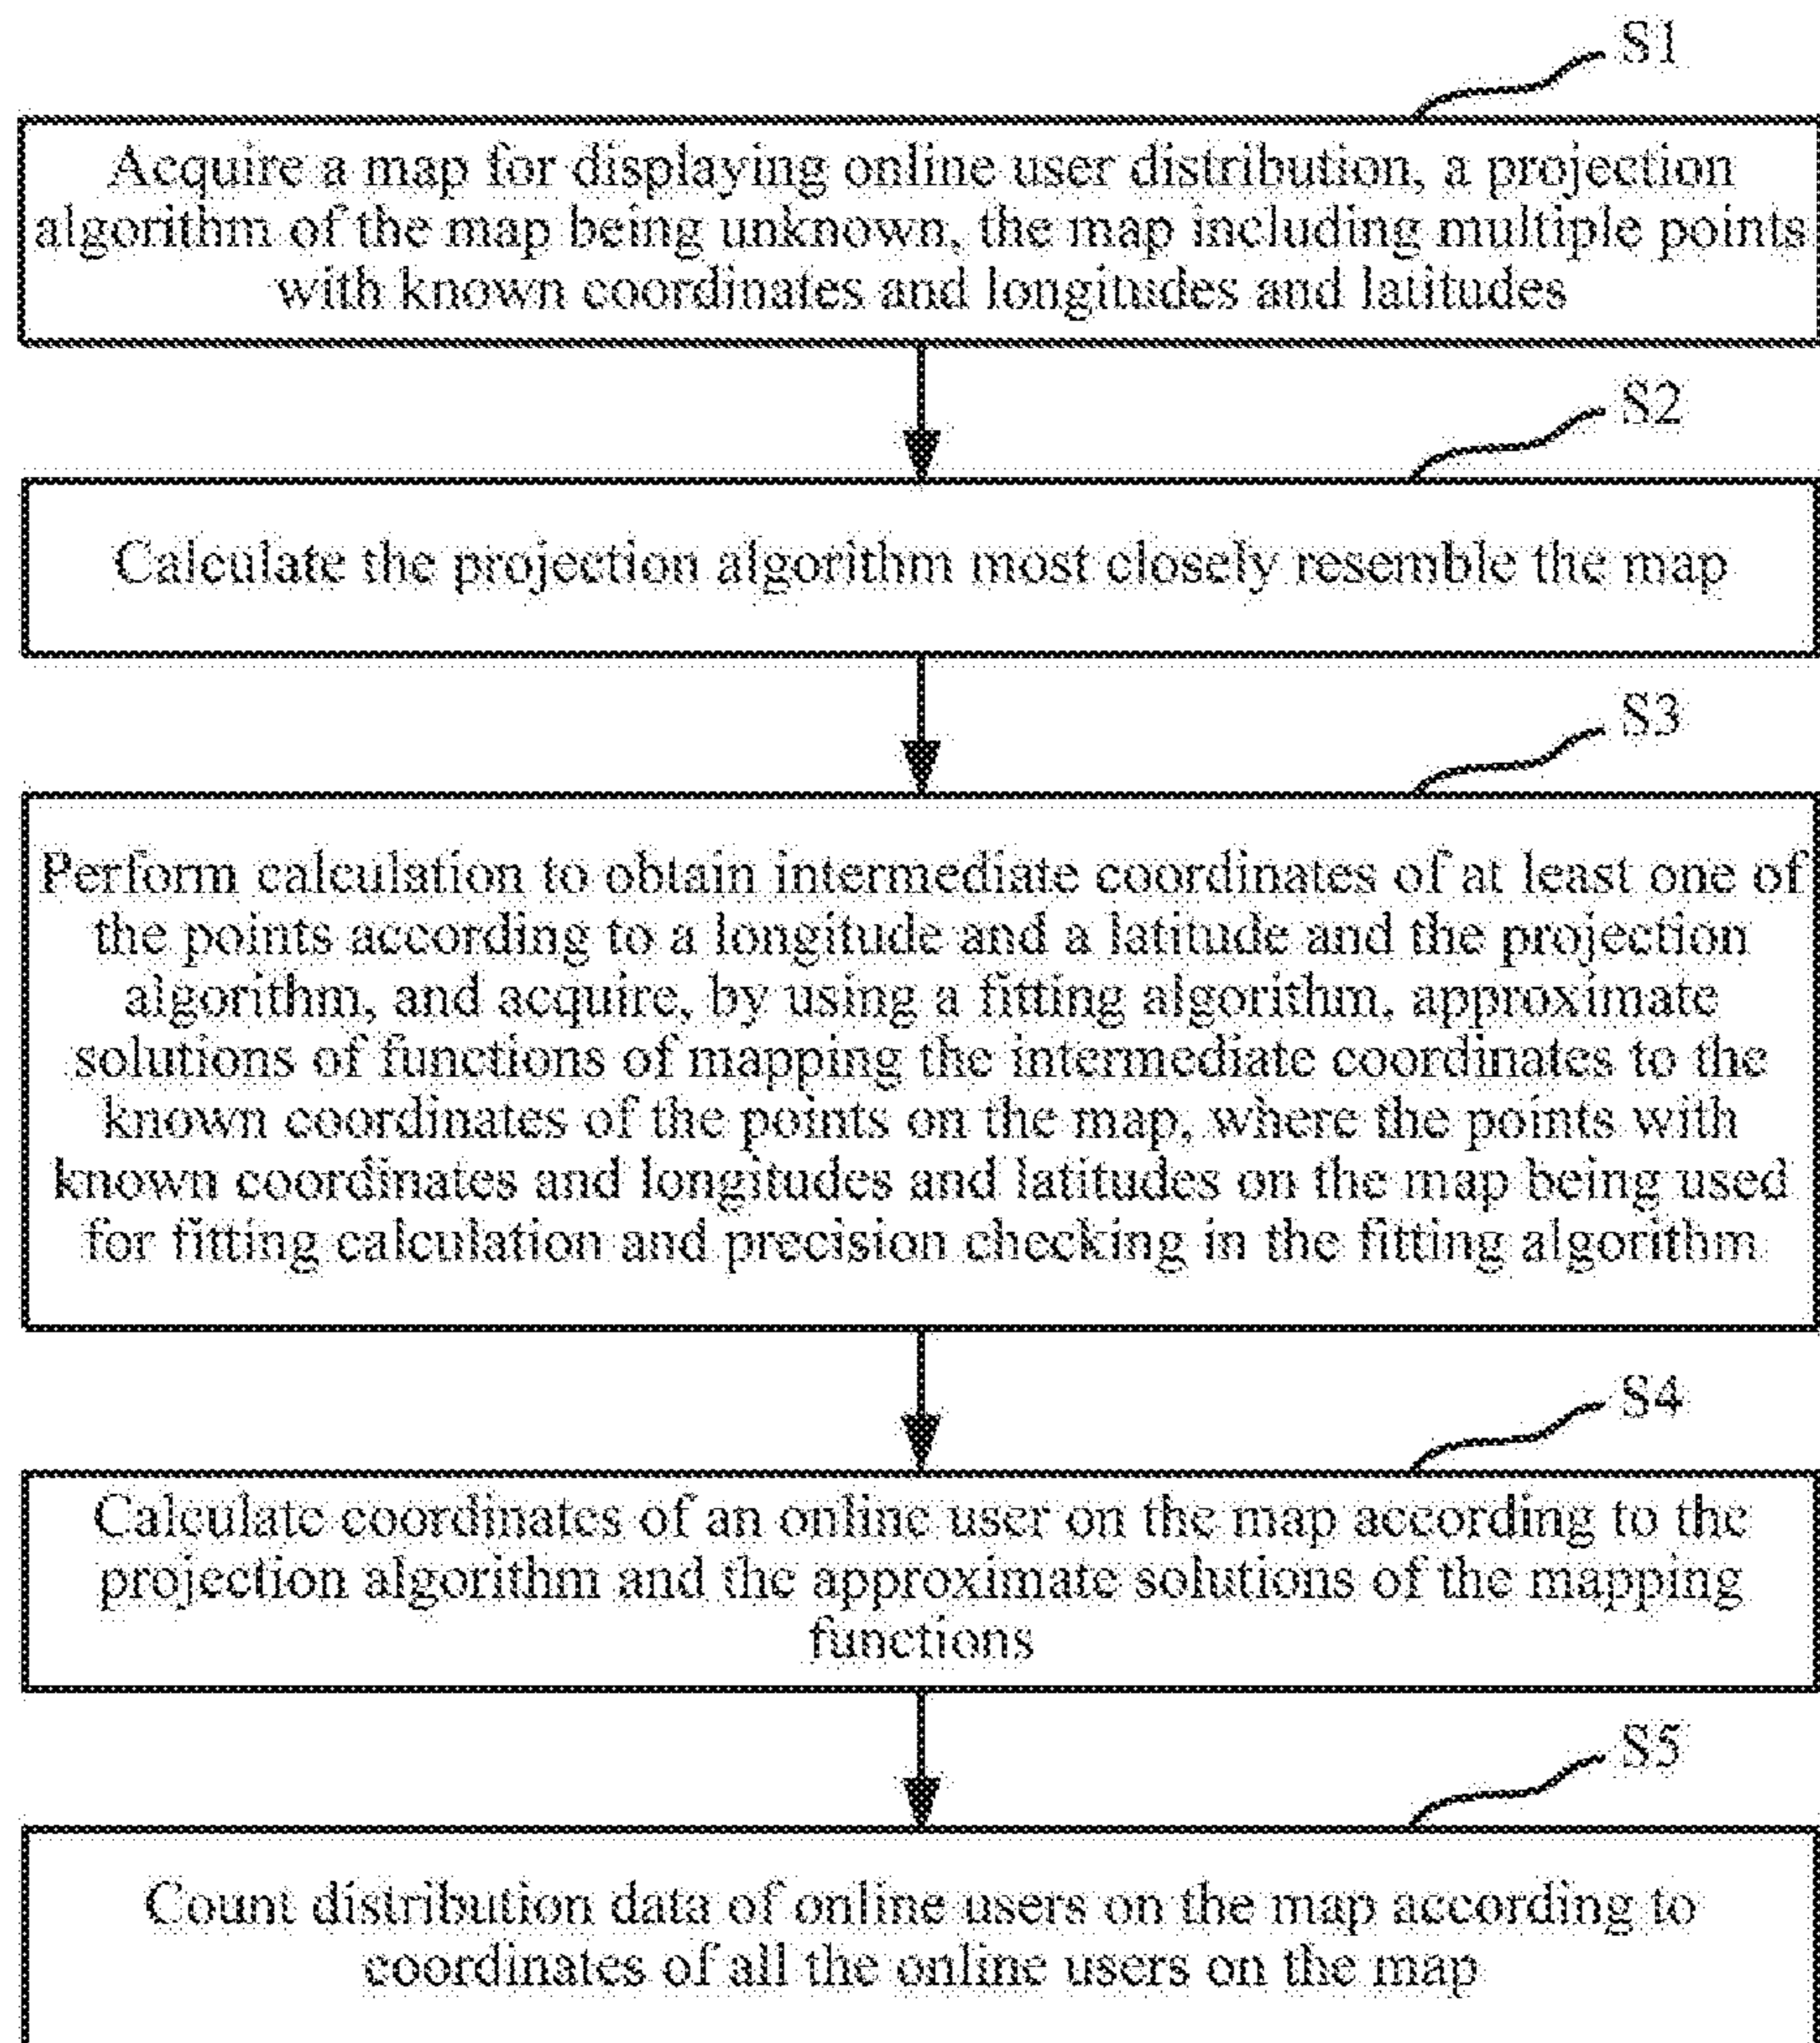 S1
Acquire a map for displaying online user distribution, a projection
algorithm of the map being unknown, the map including multiple points
with known coordinates and longitudes and latitudes
S2
Calculate the projection algorithm most closely resemble the map
S3
Perform calculation to obtain intermediate coordinates of at least one of
the points according to a longitude and a latitude and the projection
algorithm, and acquire, by using a fitting algorithm, approximate
solutions of functions of mapping the intermediate coordinates to the
known coordinates of the points on the map, where the points with
known coordinates and longitudes and latitudes on the map being used
for fitting calculation and precision checking in the fitting algorithm
S4
Calculate coordinates of an online user on the map according to the
projection algorithm and the approximate solutions of the mapping
functions
S5
Count distribution data of online users on the map according to
coordinates of all the online users on the map